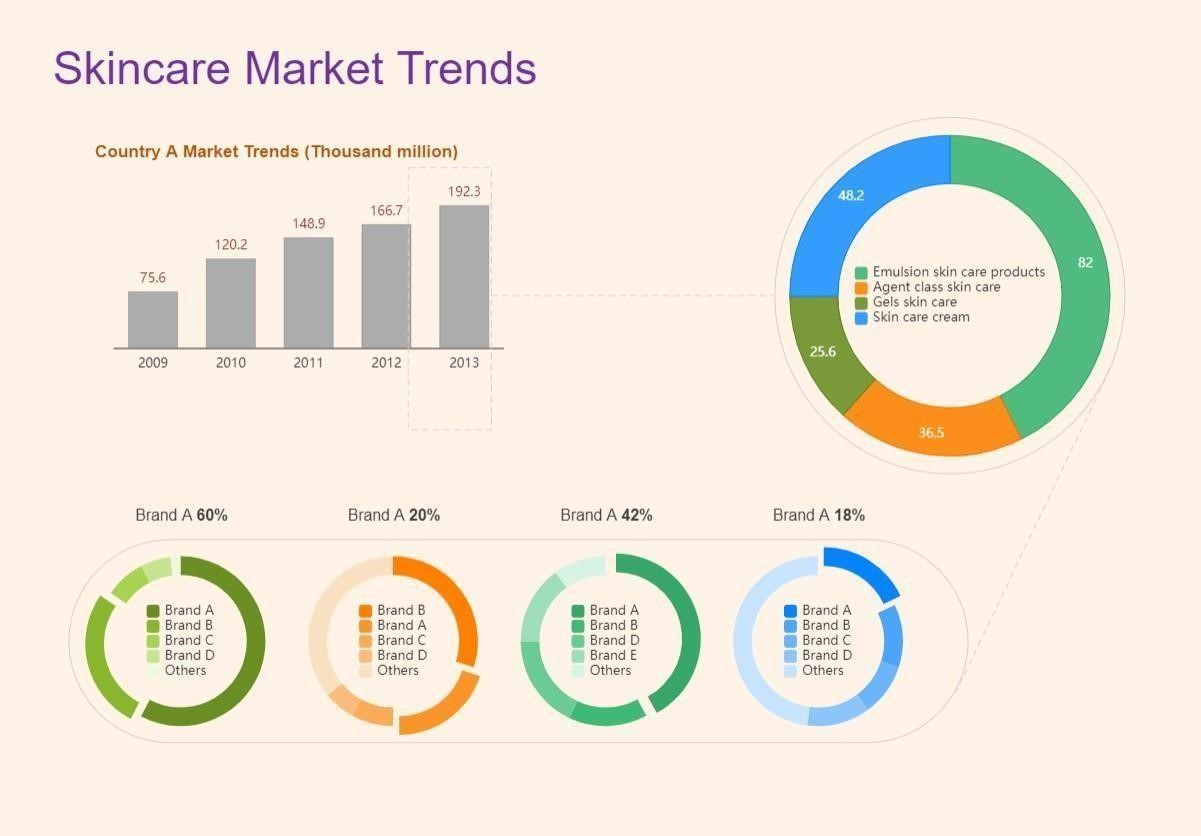 Skincare Market Trends
Country A Market Trends (Thousand million)
75.6
120.2
148.9
166.7
192.3
2009
2010
2011
2012
2013
48.2
82
25.6
36.5
Emulsion skin care products
Agent class skin care
Gels skin care
Skin care cream
Brand A 60%
Brand A
Brand B
Brand C
Brand D
Others
Brand A 20%
Brand B
Brand A
Brand C
Brand D
Others
Brand A 42%
Brand A
Brand B
Brand D
Brand E
Others
Brand A 18%
Brand A
Brand B
Brand C
Brand D
Others